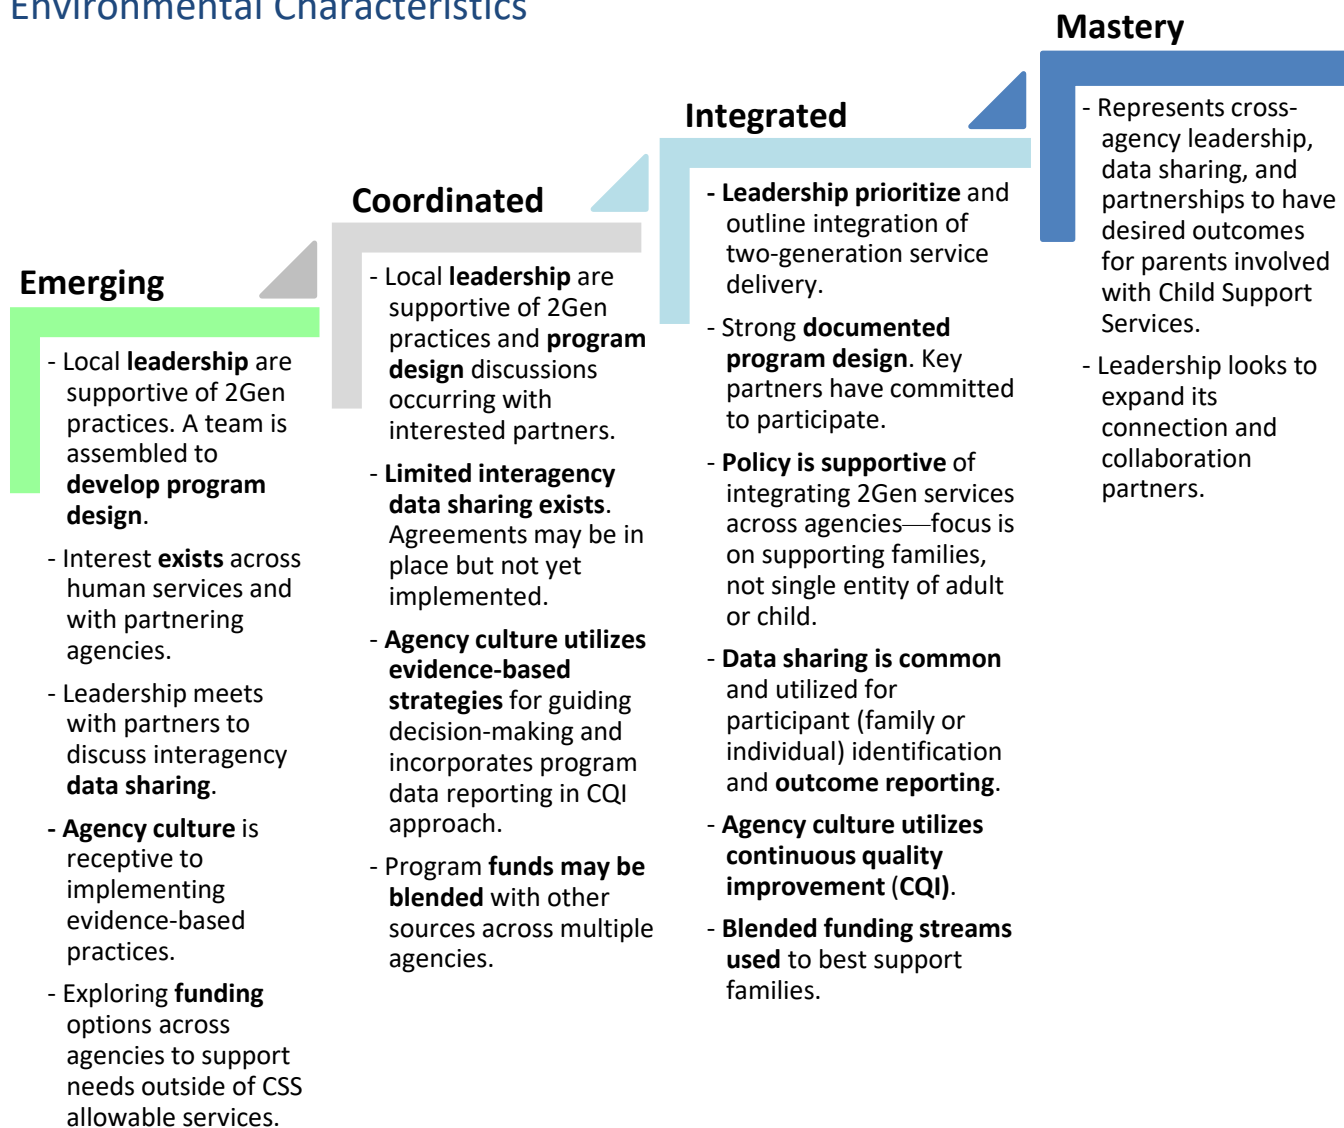 Environmental Characteristics
Emerging
- Local leadership are
supportive of 2Gen
practices. A team is
assembled to
develop program
design.
- Interest exists across
human services and
with partnering
agencies.
- Leadership meets
with partners to
discuss interagency
data sharing.
- Agency culture is
receptive to
implementing
evidence-based
practices.
- Exploring funding
options across
agencies to support
needs outside of CSS
allowable services.
Coordinated
- Local leadership are
supportive of 2Gen
practices and program
design discussions
occurring with
interested partners.
- Limited interagency
data sharing exists.
Agreements may be in
place but not yet
implemented.
- Agency culture utilizes
evidence-based
strategies for guiding
decision-making and
incorporates program
data reporting in CQI
approach.
- Program funds may be
blended with other
sources across multiple
agencies.
Integrated
- Leadership prioritize and
outline integration of
two-generation service
delivery.
- Strong documented
program design. Key
partners have committed
to participate.
- Policy is supportive of
integrating 2Gen services
across agencies—focus is
on supporting families,
not single entity of adult
or child.
- Data sharing is common
and utilized for
participant (family or
individual) identification
and outcome reporting.
- Agency culture utilizes
continuous quality
improvement (CQI).
- Blended funding streams
used to best support
families.
Mastery
- Represents cross-
agency leadership,
data sharing, and
partnerships to have
desired outcomes
for parents involved
with Child Support
Services.
- Leadership looks to
expand its
connection and
collaboration
partners.